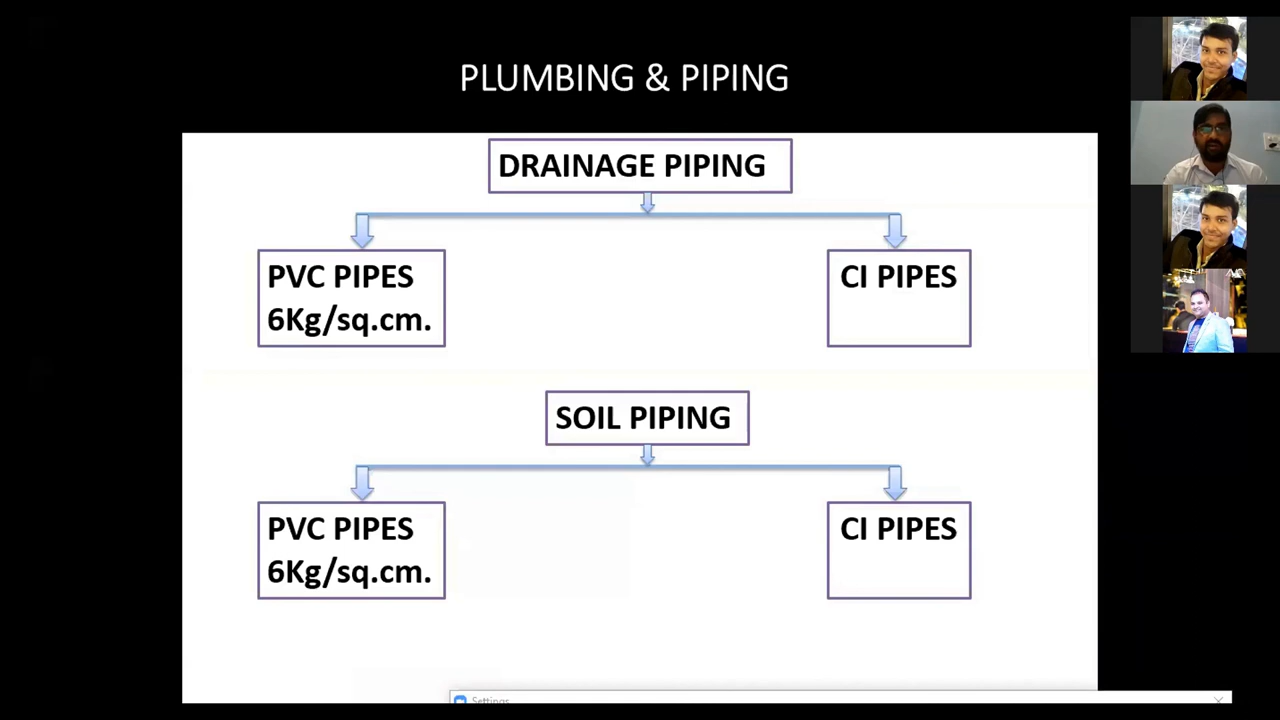 PLUMBING & PIPING
DRAINAGE PIPING
PVC PIPES
6Kg/sq.cm.
CI PIPES
SOIL PIPING
PVC PIPES
6Kg/sq.cm.
CI PIPES
Settings